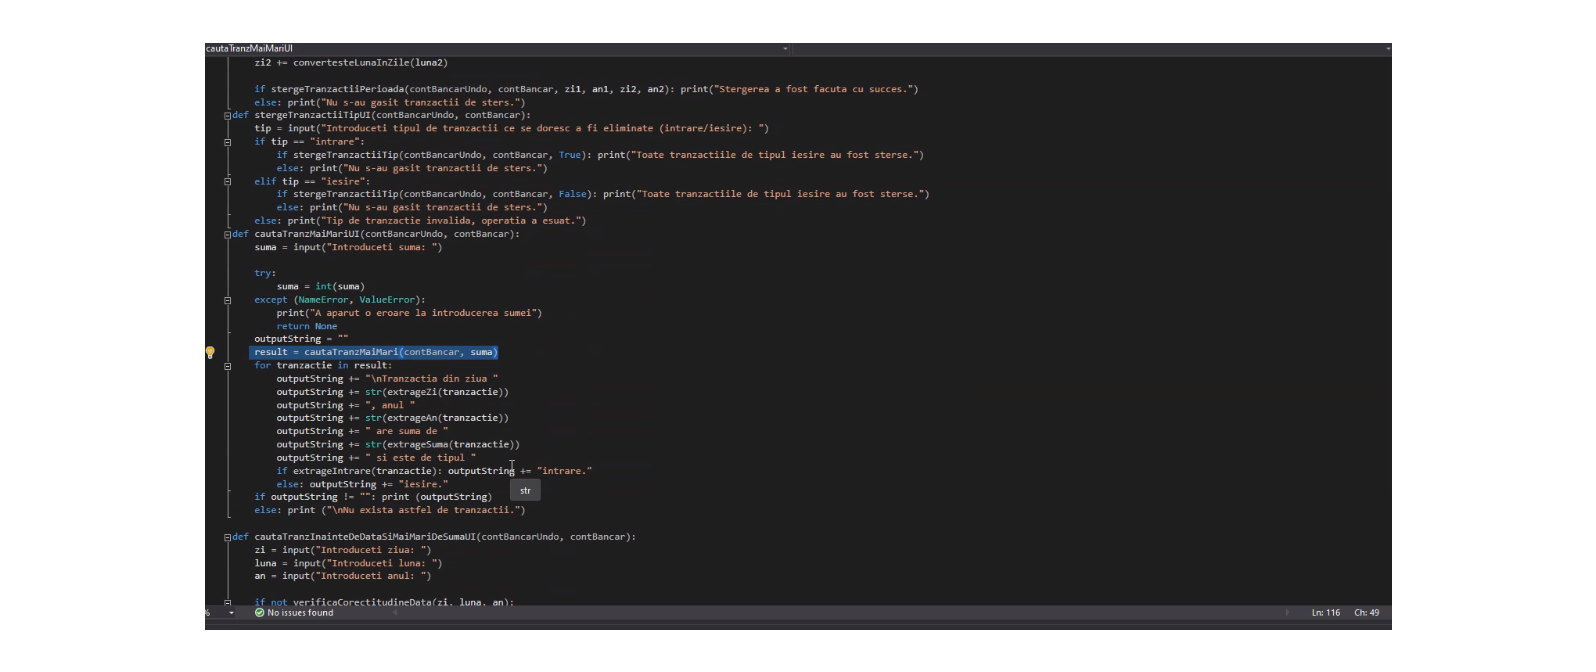 cautaTranzMaiMariUI
zi2 += convertesteLunaInZile(luna2)
if stergeTranzactiiPerioada(contBancarUndo, contBancar, zi1, an1, zi2, an2): print("Stergerea a fost facuta cu succes.")
else: print("Nu s-au gasit tranzactii de sters.")
def stergeTranzactiiTipUI(contBancarUndo, contBancar):
tip = input("Introduceti tipul de tranzactii ce se doresc a fi eliminate (intrare/iesire): ")
if tip == "intrare":
if stergeTranzactiiTip(contBancarUndo, contBancar, True): print("Toate tranzactiile de tipul iesire au fost sterse.")
else: print("Nu s-au gasit tranzactii de sters.")
elif tip == "iesire":
if stergeTranzactiiTip(contBancarUndo, contBancar, False): print("Toate tranzactiile de tipul iesire au fost sterse.")
else: print("Nu s-au gasit tranzactii de sters.")
else: print("Tip de tranzactie invalida, operatia a esuat.")
def cautaTranzMaiMariUI(contBancarUndo, contBancar):
suma = input("Introduceti suma: ")
try:
suma = int(suma)
except (NameError, ValueError):
print("A aparut o eroare la introducerea sumei")
return None
outputString = ""
result = cautaTranzMaiMari(contBancar, suma)
for tranzactie in result:
outputString += "\nTranzactia din ziua "
outputString += str(extrageZi(tranzactie))
outputString += ", anul "
outputString += str(extrageAn(tranzactie))
outputString += " are suma de "
outputString += str(extrageSuma(tranzactie))
outputString += " si este de tipul "
if extrageIntrare(tranzactie): outputString += "intrare."
else: outputString += "iesire."
str
if outputString != "": print (outputString)
else: print ("\nNu exista astfel de tranzactii.")
def cautaTranzInainteDeDataSiMaiMariDeSumaUI(contBancarUndo, contBancar):
zi = input("Introduceti ziua: ")
luna = input("Introduceti luna: ")
an = input("Introduceti anul: ")
if not verificaCorectitudineData(zi, luna, an):
% No issues found Ln: 116 Ch: 49